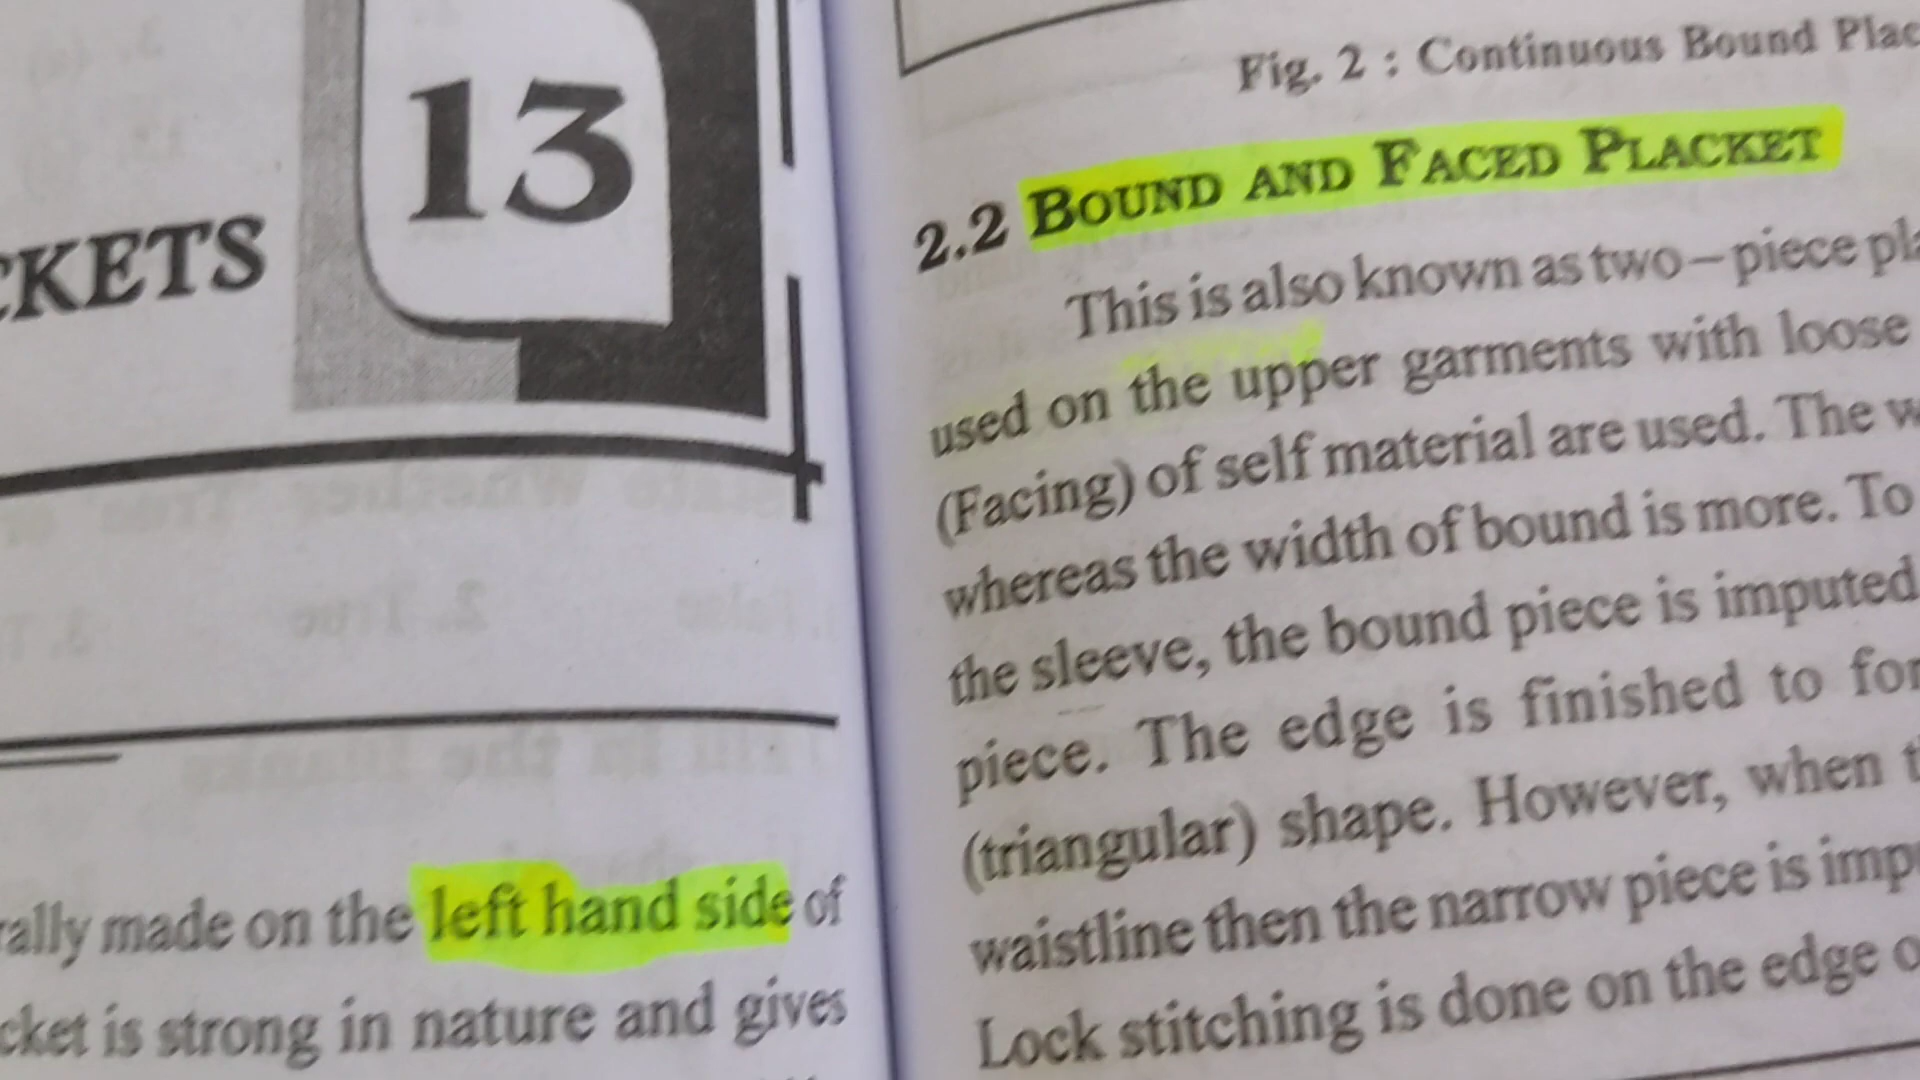 13
CKETS
rally made on the left hand side of
cket is strong in nature and gives
Fig. 2 : Continuous Bound Plac
2.2 BOUND AND FACED PLACKET
This is also known as two-piece pla
used on the upper garments with loose
(Facing) of self material are used. The w
whereas the width of bound is more. To
the sleeve, the bound piece is imputed
piece. The edge is finished to for
(triangular) shape. However, when t
waistline then the narrow piece is imp
Lock stitching is done on the edge o